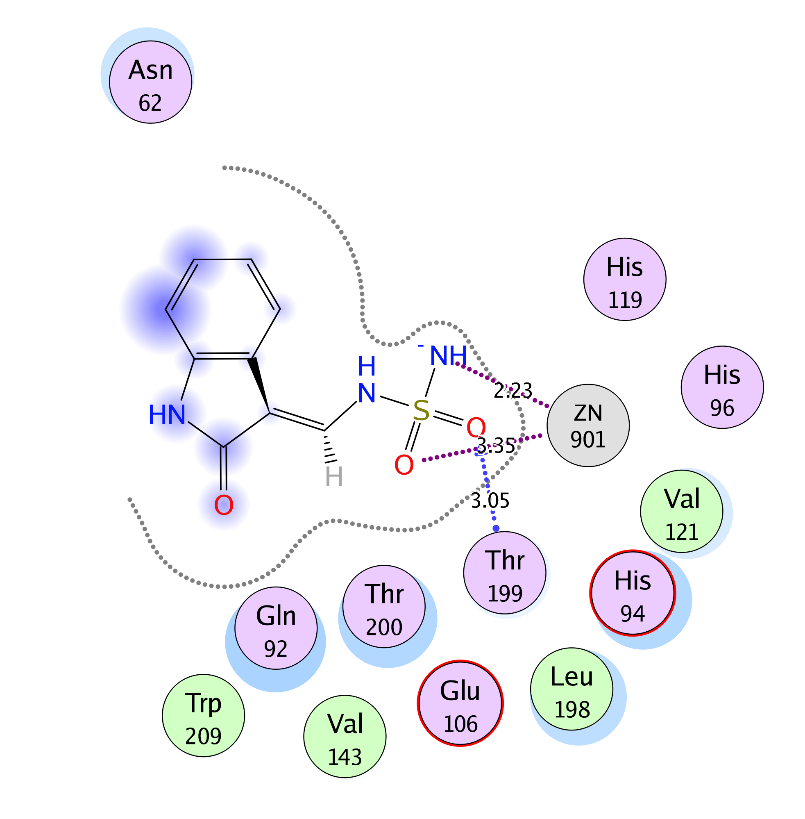 Asn
62
His
119
H
N
-
NH
2.23
His
96
ZN
901
HN
S
O
3.35
O
H
O
3.05
Val
121
Thr
199
His
94
Thr
200
Gln
92
Leu
198
Glu
106
Trp
209
Val
143